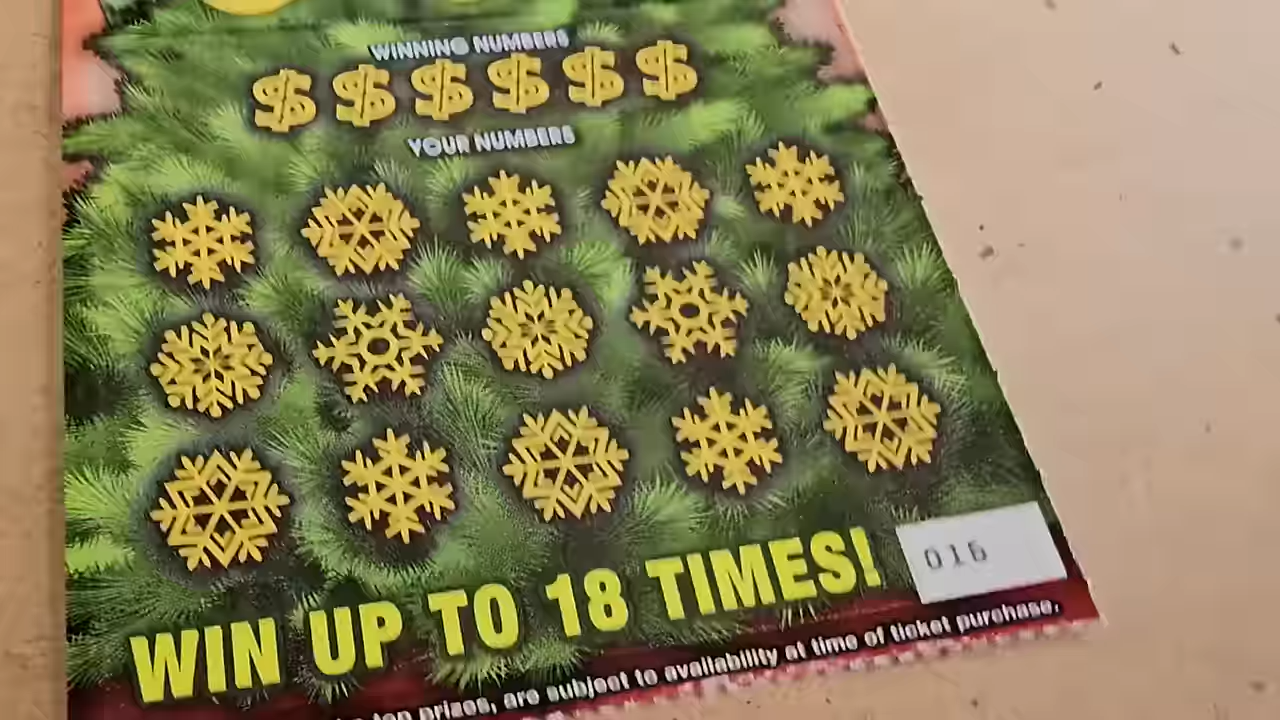 WINNING NUMBERS
$ $ $ $ $ $
YOUR NUMBERS
WIN UP TO 18 TIMES!
016
top prizes, are subject to availability at time of ticket purchase.